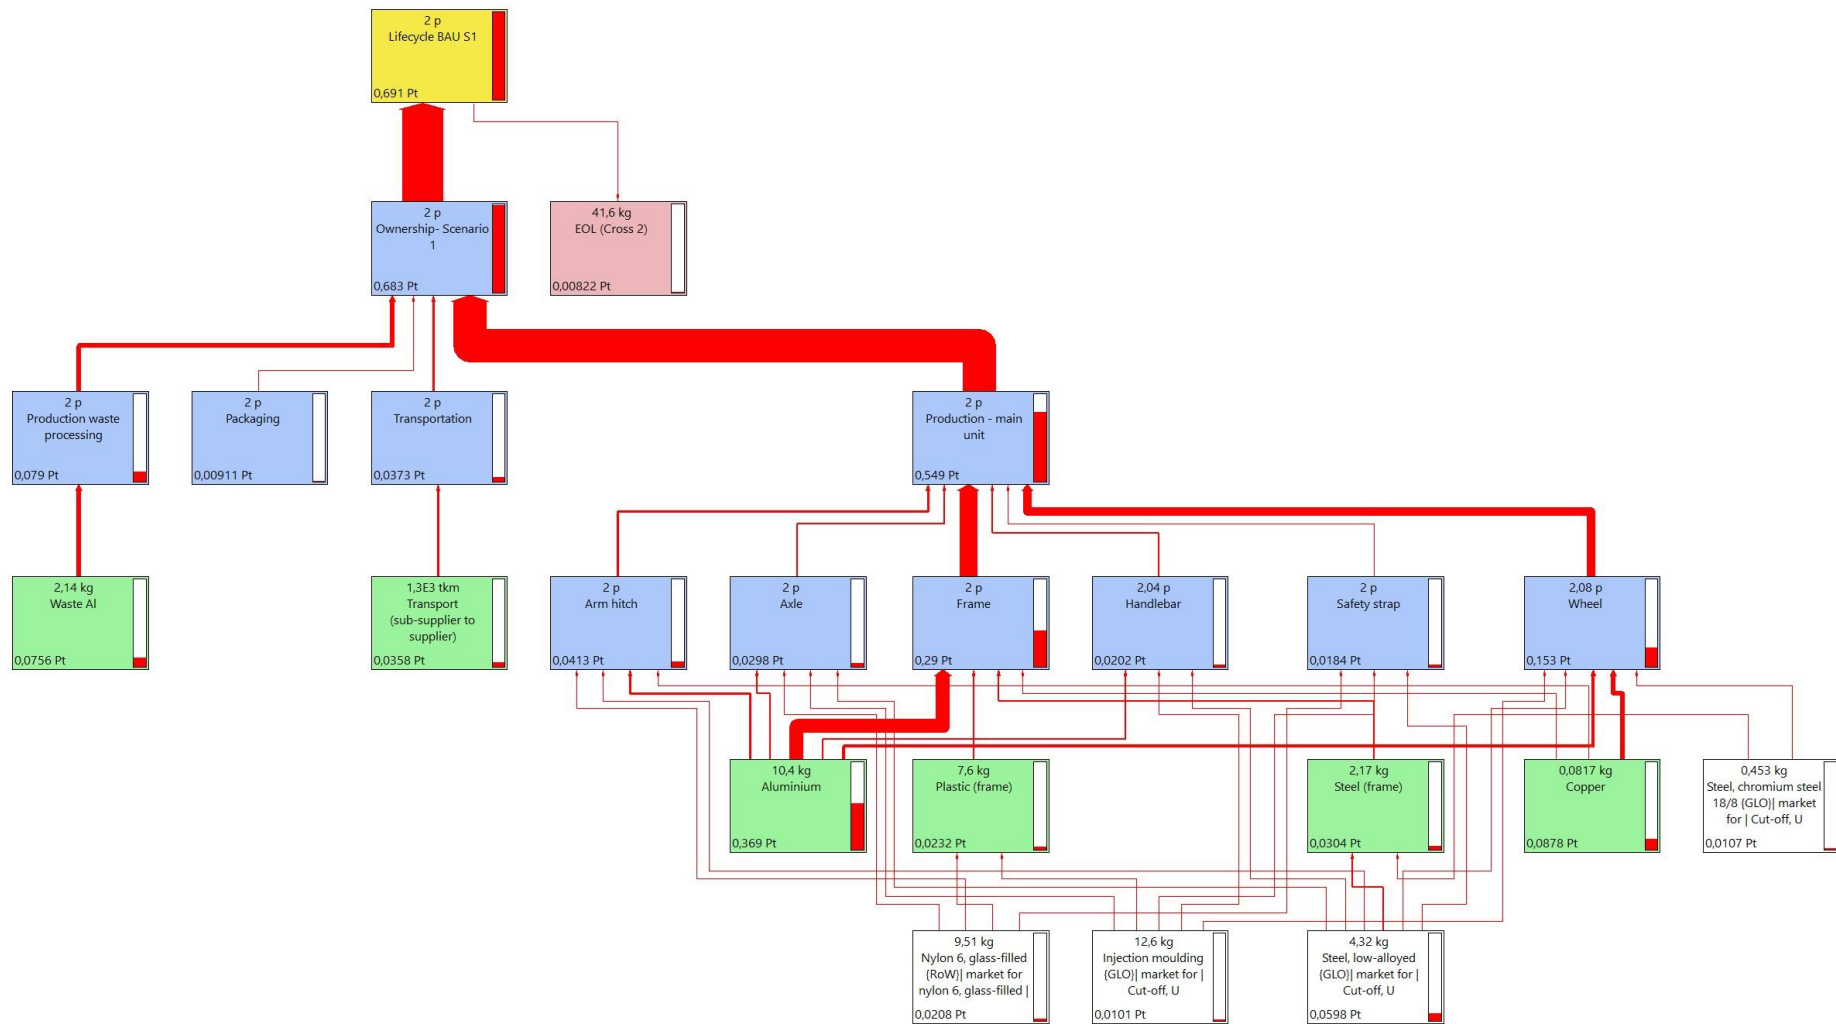 2 p
Lifecycle BAU S1
0,691 Pt
2 p
Ownership- Scenario
1
0,683 Pt
41,6 kg
EOL (Cross 2)
0,00822 Pt
2 p
Production waste
processing
0,079 Pt
2 p
Packaging
0,00911 Pt
2 p
Transportation
0,0373 Pt
2 p
Production - main
unit
0,549 Pt
2,14 kg
Waste Al
0,0756 Pt
1,3E3 tkm
Transport
(sub-supplier to
supplier)
0,0358 Pt
2 p
Arm hitch
0,0413 Pt
2 p
Axle
0,0298 Pt
2 p
Frame
0,29 Pt
2,04 p
Handlebar
0,0202 Pt
2 p
Safety strap
0,0184 Pt
2,08 p
Wheel
0,153 Pt
10,4 kg
Aluminium
0,369 Pt
7,6 kg
Plastic (frame)
0,0232 Pt
2,17 kg
Steel (frame)
0,0304 Pt
0,0817 kg
Copper
0,0878 Pt
0,453 kg
Steel, chromium steel
18/8 {GLO}| market
for | Cut-off, U
0,0107 Pt
9,51 kg
Nylon 6, glass-filled
{RoW}| market for
nylon 6, glass-filled |
0,0208 Pt
12,6 kg
Injection moulding
{GLO}| market for |
Cut-off, U
0,0101 Pt
4,32 kg
Steel, low-alloyed
{GLO}| market for |
Cut-off, U
0,0598 Pt